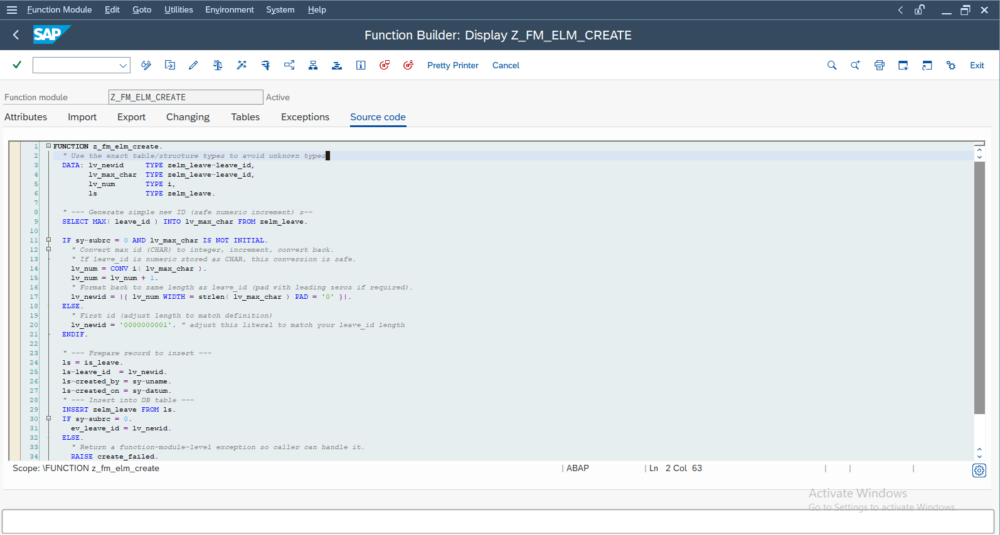 Function Module Edit Goto Utilities Environment System Help
SAP Function Builder: Display Z_FM_ELM_CREATE
Pretty Printer Cancel Exit
Function module Z_FM_ELM_CREATE Active
Attributes Import Export Changing Tables Exceptions Source code
1 FUNCTION z_fm_elm_create.
2 " Use the exact table/structure types to avoid unknown types
3 DATA: lv_newid TYPE zelm_leave-leave_id,
4 lv_max_char TYPE zelm_leave-leave_id,
5 lv_num TYPE i,
6 ls TYPE zelm_leave.
7
8 " --- Generate simple new ID (safe numeric increment) s--
9 SELECT MAX( leave_id ) INTO lv_max_char FROM zelm_leave.
10
11 IF sy-subrc = 0 AND lv_max_char IS NOT INITIAL.
12 " Convert max id (CHAR) to integer, increment, convert back.
13 " If leave_id is numeric stored as CHAR, this conversion is safe.
14 lv_num = CONV i( lv_max_char ).
15 lv_num = lv_num + 1.
16 " Format back to same length as leave_id (pad with leading zeros if required).
17 lv_newid = |{ lv_num WIDTH = strlen( lv_max_char ) PAD = '0' }|.
18 ELSE.
19 " First id (adjust length to match definition)
20 lv_newid = '0000000001'. " adjust this literal to match your leave_id length
21 ENDIF.
22
23 " --- Prepare record to insert ---
24 ls = is_leave.
25 ls-leave_id = lv_newid.
26 ls-created_by = sy-uname.
27 ls-created_on = sy-datum.
28 " --- Insert into DB table ---
29 INSERT zelm_leave FROM ls.
30 IF sy-subrc = 0.
31 ev_leave_id = lv_newid.
32 ELSE.
33 " Return a function-module-level exception so caller can handle it.
34 RAISE create_failed.
Scope: \FUNCTION z_fm_elm_create | ABAP | Ln 2 Col 63 | | |
Activate Windows
Go to Settings to activate Windows.